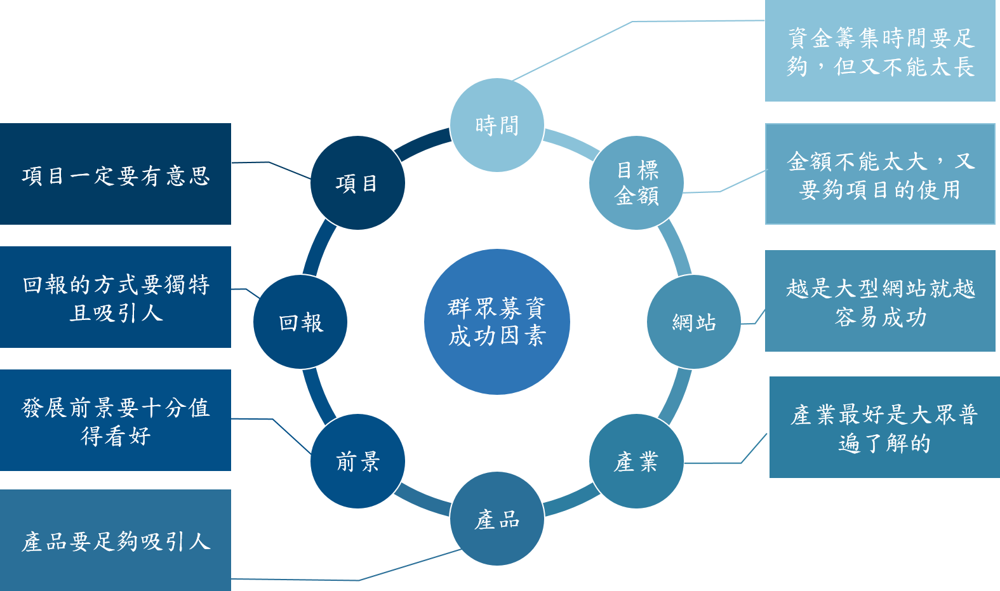 資金籌集時間要足
夠，但又不能太長
時間
項目一定要有意思
項目
目標
金額
金額不能太大，又
要夠項目的使用
回報的方式要獨特
且吸引人
回報
群眾募資
成功因素
網站
越是大型網站就越
容易成功
發展前景要十分值
得看好
前景
產業
產業最好是大眾普
遍了解的
產品要足夠吸引人
產品